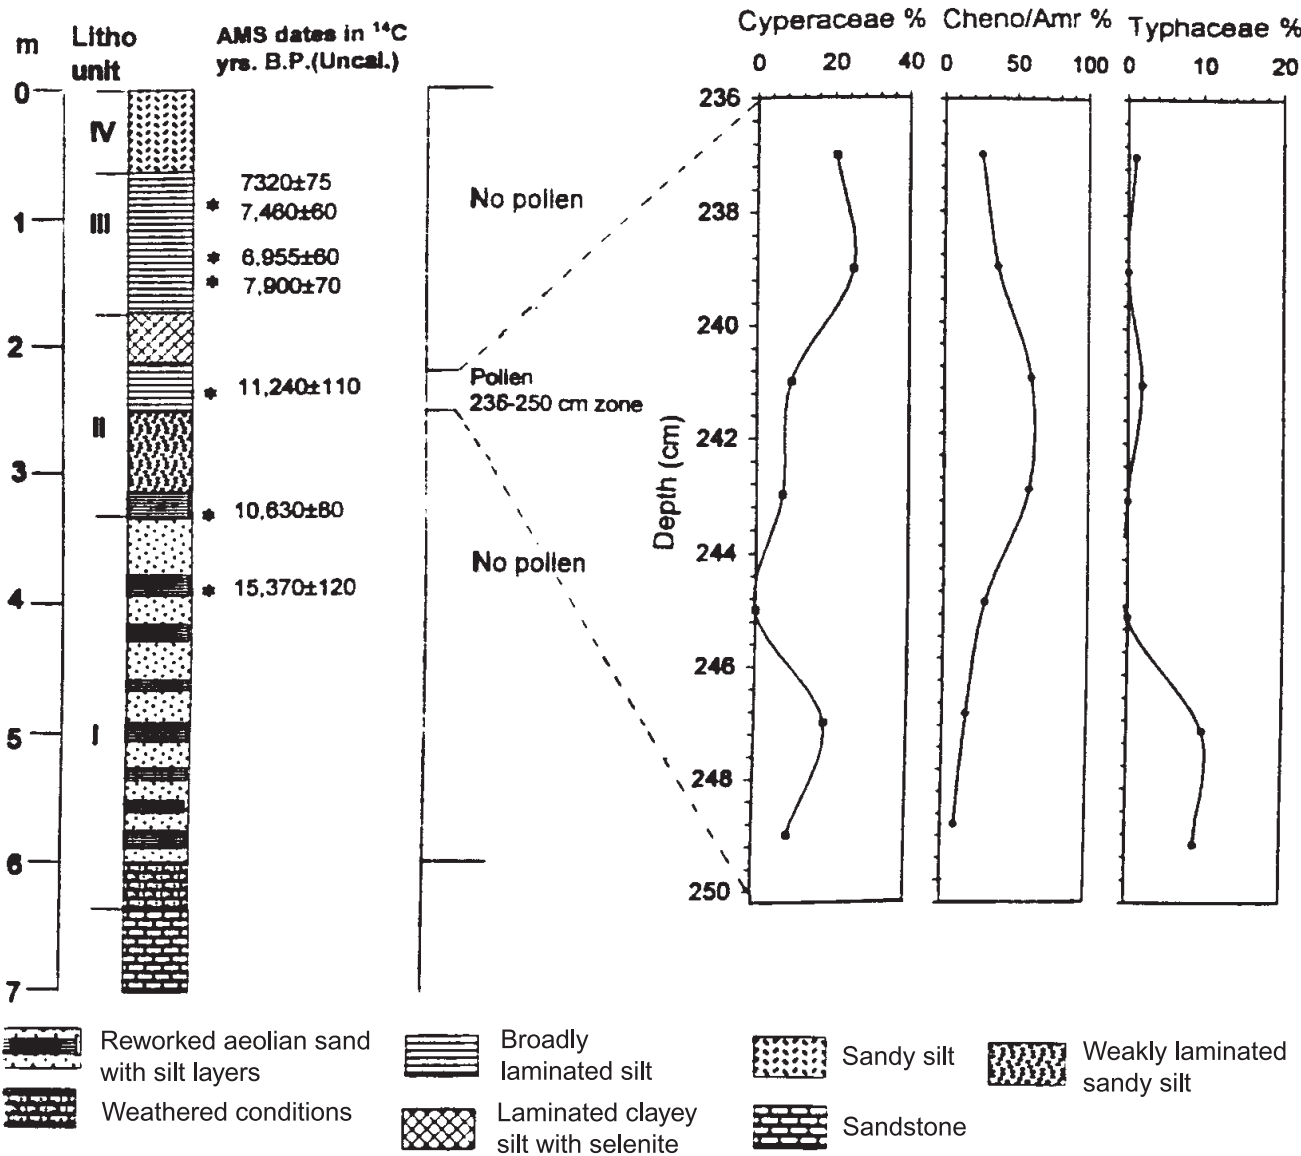 m
Litho
unit
AMS dates in ¹⁴C
yrs. B.P.(Uncal.)
0
1
2
3
4
5
6
7
IV
III
II
I
7320±75
* 7,460±60
* 6,955±60
* 7,900±70
* 11,240±110
* 10,630±80
* 15,370±120
No pollen
Pollen
236-250 cm zone
No pollen
Cyperaceae %
0 20 40
Cheno/Amr %
0 50 100
Typhaceae %
0 10 20
Depth (cm)
236
238
240
242
244
246
248
250
Reworked aeolian sand
with silt layers
Weathered conditions
Broadly
laminated silt
Laminated clayey
silt with selenite
Sandy silt
Sandstone
Weakly laminated
sandy silt